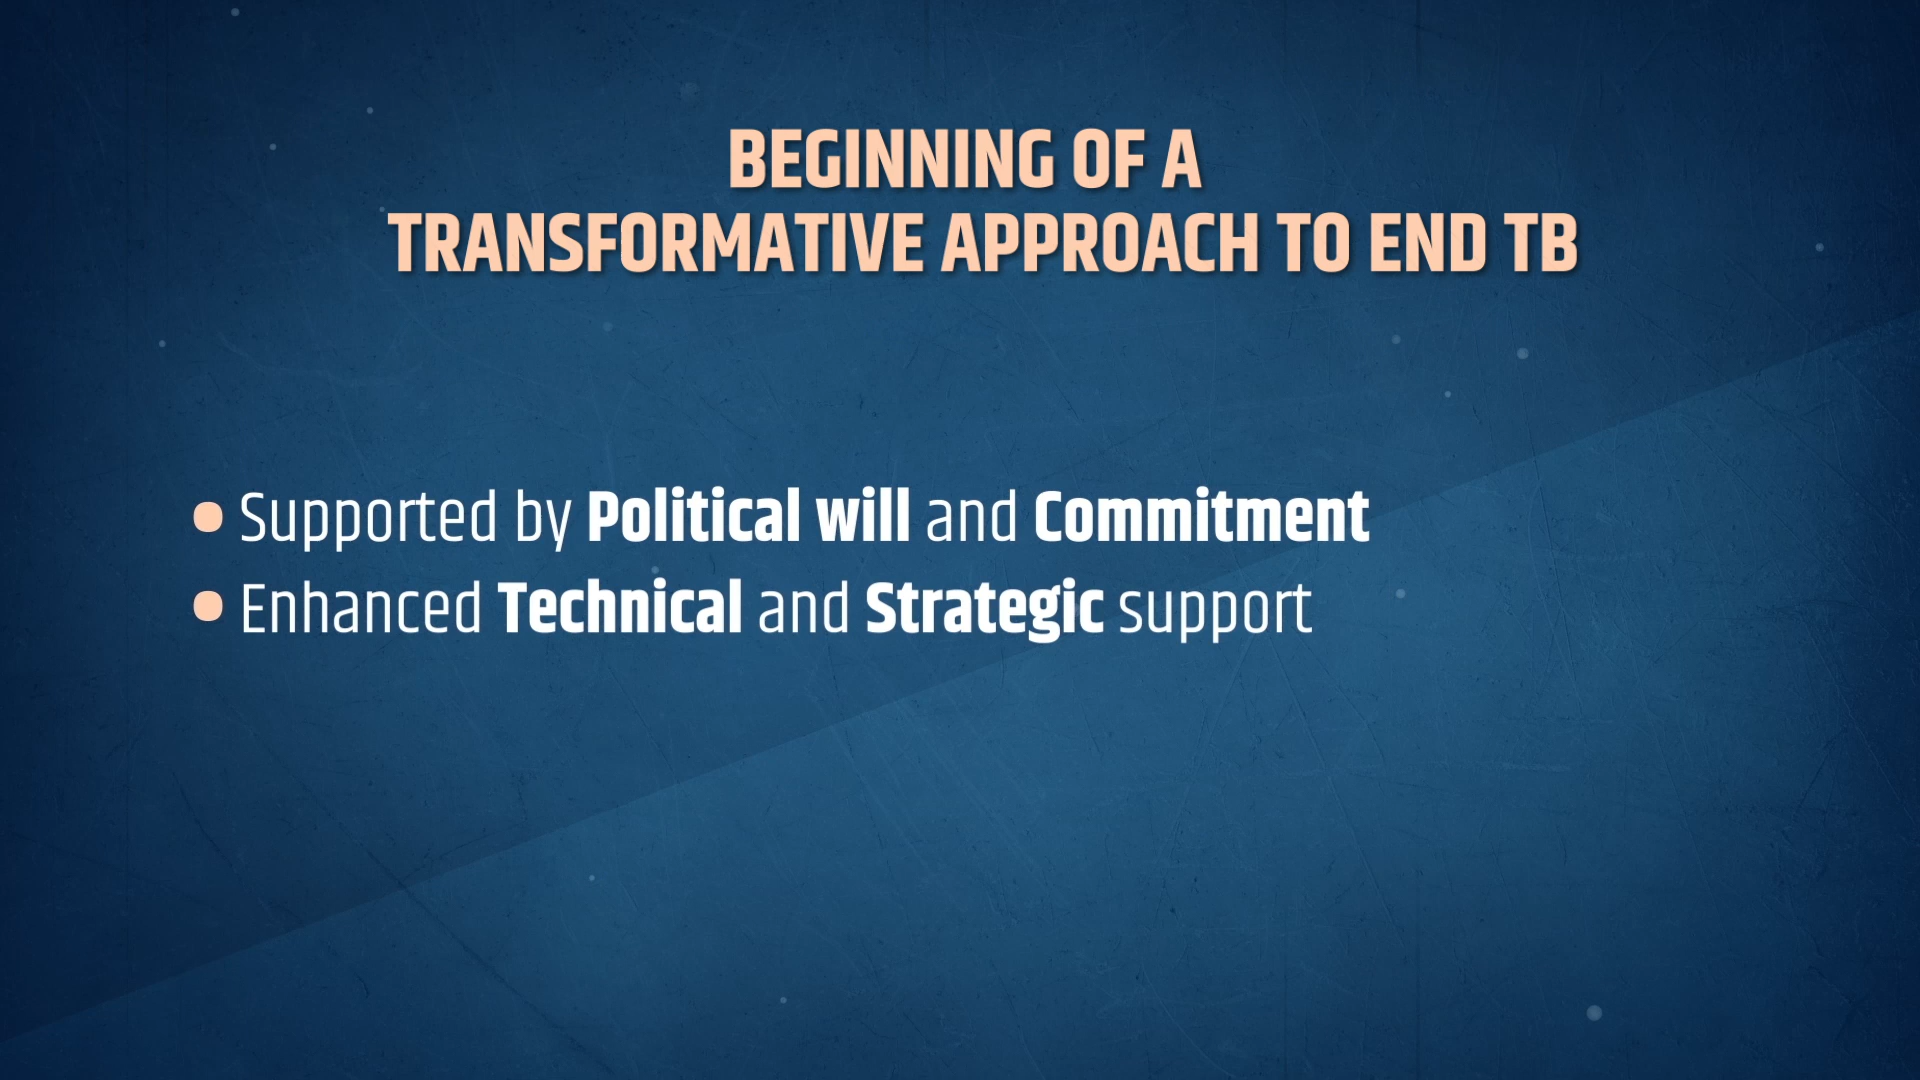 BEGINNING OF A
TRANSFORMATIVE APPROACH TO END TB
• Supported by Political will and Commitment
• Enhanced Technical and Strategic support